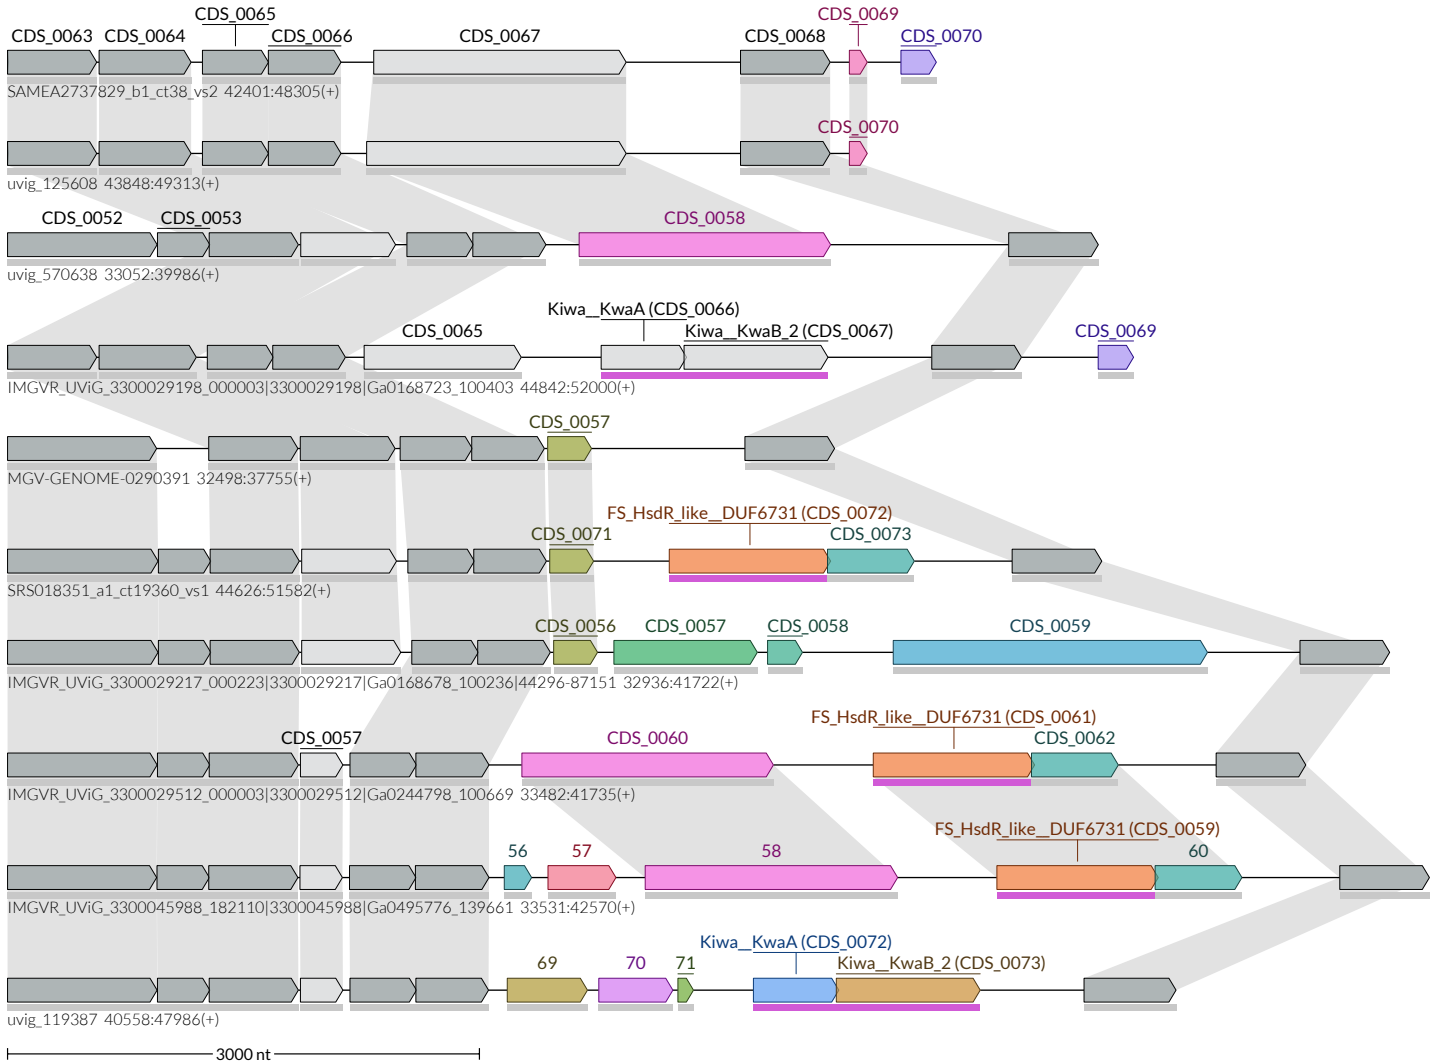 CDS_0065 CDS_0069
CDS_0063 CDS_0064 CDS_0066 CDS_0067 CDS_0068 CDS_0070
SAMEA2737829_b1_ct38_vs2 42401:48305(+)
CDS_0070
uvig_125608 43848:49313(+)
CDS_0052 CDS_0053 CDS_0058
uvig_570638 33052:39986(+)
Kiwa__KwaA (CDS_0066)
CDS_0065 Kiwa__KwaB_2 (CDS_0067) CDS_0069
IMGVR_UViG_3300029198_000003|3300029198|Ga0168723_100403 44842:52000(+)
CDS_0057
MGV-GENOME-0290391 32498:37755(+)
FS_HsdR_like__DUF6731 (CDS_0072)
CDS_0071 CDS_0073
SRS018351_a1_ct19360_vs1 44626:51582(+)
CDS_0056 CDS_0057 CDS_0058 CDS_0059
IMGVR_UViG_3300029217_000223|3300029217|Ga0168678_100236|44296-87151 32936:41722(+)
FS_HsdR_like__DUF6731 (CDS_0061)
CDS_0057 CDS_0060 CDS_0062
IMGVR_UViG_3300029512_000003|3300029512|Ga0244798_100669 33482:41735(+)
FS_HsdR_like__DUF6731 (CDS_0059)
56 57 58 60
IMGVR_UViG_3300045988_182110|3300045988|Ga0495776_139661 33531:42570(+)
Kiwa__KwaA (CDS_0072)
69 70 71 Kiwa__KwaB_2 (CDS_0073)
uvig_119387 40558:47986(+)
3000 nt